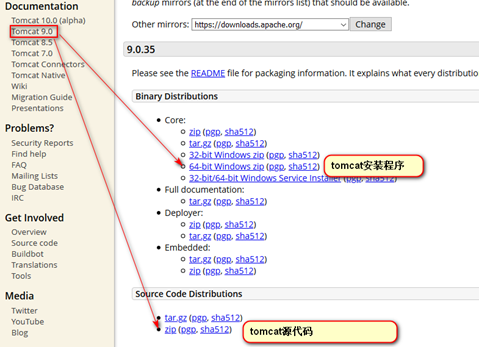 Documentation
Tomcat 10.0 (alpha)
Tomcat 9.0
Tomcat 8.5
Tomcat 7.0
Tomcat Connectors
Tomcat Native
Wiki
Migration Guide
Presentations
Problems?
Security Reports
Find help
FAQ
Mailing Lists
Bug Database
IRC
Get Involved
Overview
Source code
Buildbot
Translations
Tools
Media
Twitter
YouTube
Blog
backup mirrors (at the end of the mirrors list) that should be available.
Other mirrors: https://downloads.apache.org/ Change
9.0.35
Please see the README file for packaging information. It explains what every distributio
Binary Distributions
Core:
zip (pgp, sha512)
tar.gz (pgp, sha512)
32-bit Windows zip (pgp, sha512)
64-bit Windows zip (pgp, sha512) tomcat安装程序
32-bit/64-bit Windows Service Installer (pgp, sha512)
Full documentation:
tar.gz (pgp, sha512)
Deployer:
zip (pgp, sha512)
tar.gz (pgp, sha512)
Embedded:
tar.gz (pgp, sha512)
zip (pgp, sha512)
Source Code Distributions
tar.gz (pgp, sha512)
zip (pgp, sha512) tomcat源代码